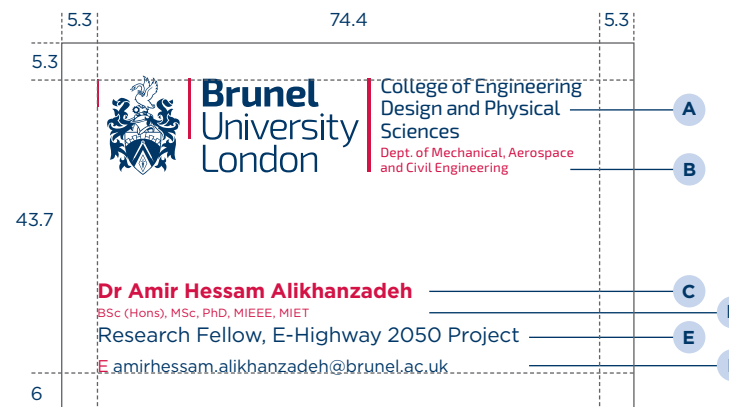 5.3 74.4 5.3
5.3
Brunel
University
London
College of Engineering
Design and Physical
Sciences
Dept. of Mechanical, Aerospace
and Civil Engineering
A
B
43.7
Dr Amir Hessam Alikhanzadeh
C
BSc (Hons), MSc, PhD, MIEEE, MIET
Research Fellow, E-Highway 2050 Project
E
E amirhessam.alikhanzadeh@brunel.ac.uk
6